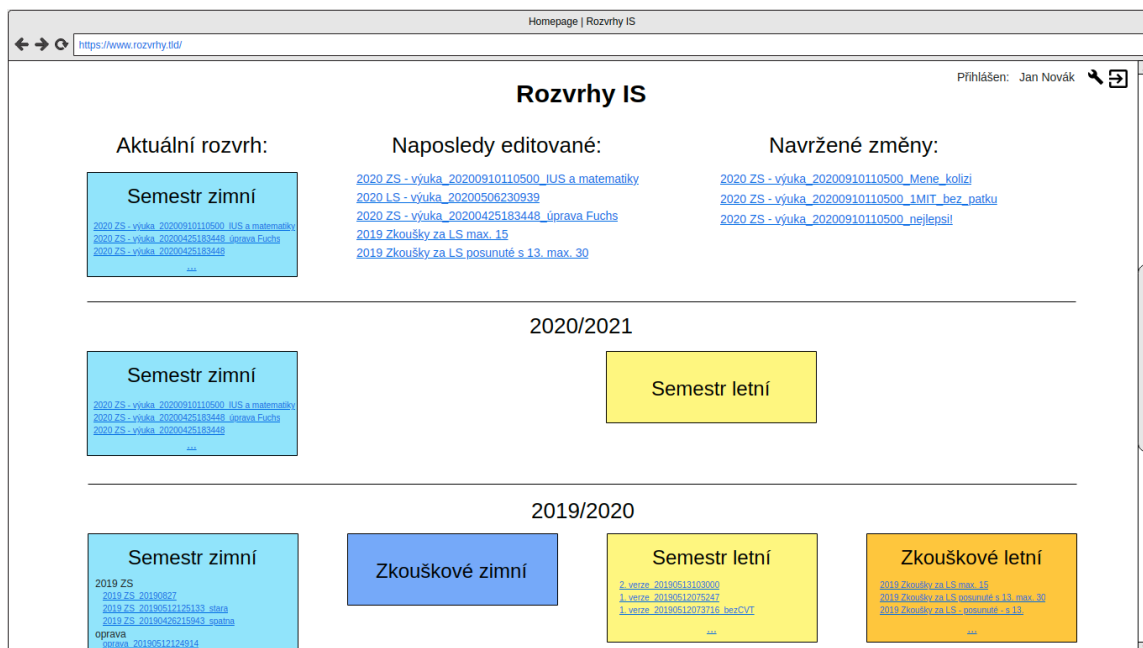 Homepage | Rozvrhy IS
https://www.rozvrhy.tld/
Přihlášen: Jan Novák
Rozvrhy IS
Aktuální rozvrh:
Semestr zimní
2020 ZS - výuka_20200910110500_IUS a matematiky
2020 ZS - výuka_20200425183448_úprava Fuchs
2020 ZS - výuka_20200425183448
...
Naposledy editované:
2020 ZS - výuka_20200910110500_IUS a matematiky
2020 LS - výuka_20200506230939
2020 ZS - výuka_20200425183448_úprava Fuchs
2019 Zkoušky za LS max. 15
2019 Zkoušky za LS posunuté s 13. max. 30
Navržené změny:
2020 ZS - výuka_20200910110500_Mene_kolizi
2020 ZS - výuka_20200910110500_1MIT_bez_patku
2020 ZS - výuka_20200910110500_nejlepsi!
2020/2021
Semestr zimní
2020 ZS - výuka_20200910110500_IUS a matematiky
2020 ZS - výuka_20200425183448_úprava Fuchs
2020 ZS - výuka_20200425183448
...
Semestr letní
2019/2020
Semestr zimní
2019 ZS
2019 ZS_20190827
2019 ZS_20190512125133_stara
2019 ZS_20190426215943_spatna
oprava
oprava_20190512124914
Zkouškové zimní
Semestr letní
2. verze_20190513103000
1. verze_20190512075247
1. verze_20190512073716_bezCVT
...
Zkouškové letní
2019 Zkoušky za LS max. 15
2019 Zkoušky za LS posunuté s 13. max. 30
2019 Zkoušky za LS - posunuté - s 13.
...